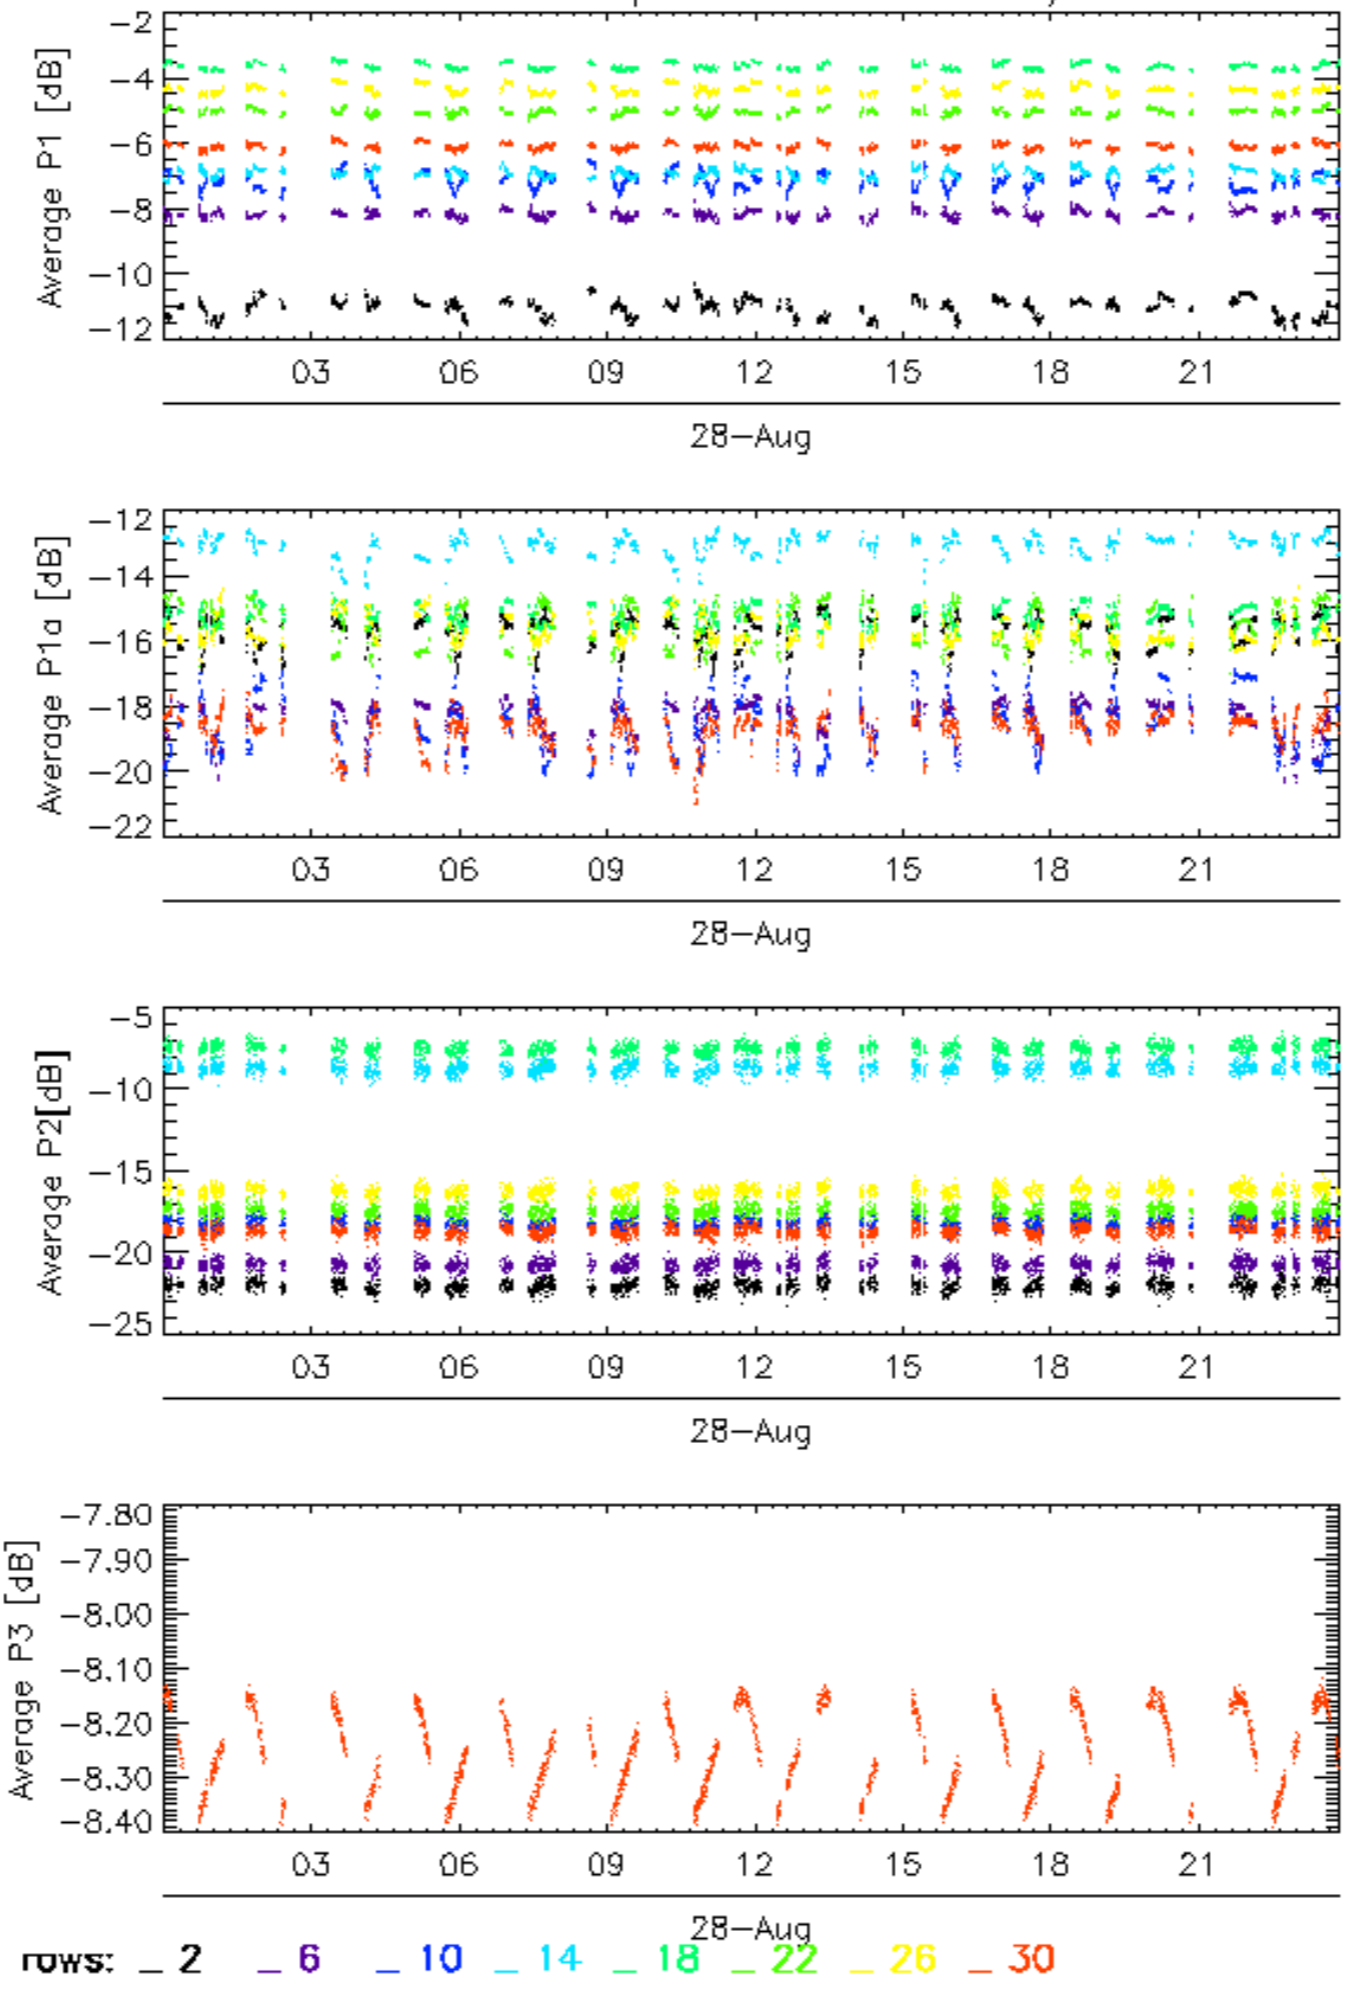 -2
-4
-6
-8
-10
-12
Average P1 [dB]
03 06 09 12 15 18 21
28-Aug
-12
-14
-16
-18
-20
-22
Average P1a [dB]
03 06 09 12 15 18 21
28-Aug
-5
-10
-15
-20
-25
Average P2[dB]
03 06 09 12 15 18 21
28-Aug
-7.80
-7.90
-8.00
-8.10
-8.20
-8.30
-8.40
Average P3 [dB]
03 06 09 12 15 18 21
28-Aug
rows: _ 2 _ 6 _ 10 _ 14 _ 18 _ 22 _ 26 _ 30